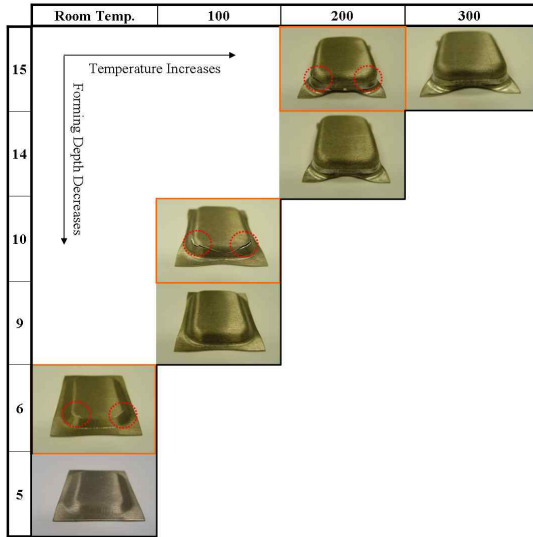 Room Temp. 100 200 300
15
Temperature Increases
Forming Depth Decreases
14
10
9
6
5